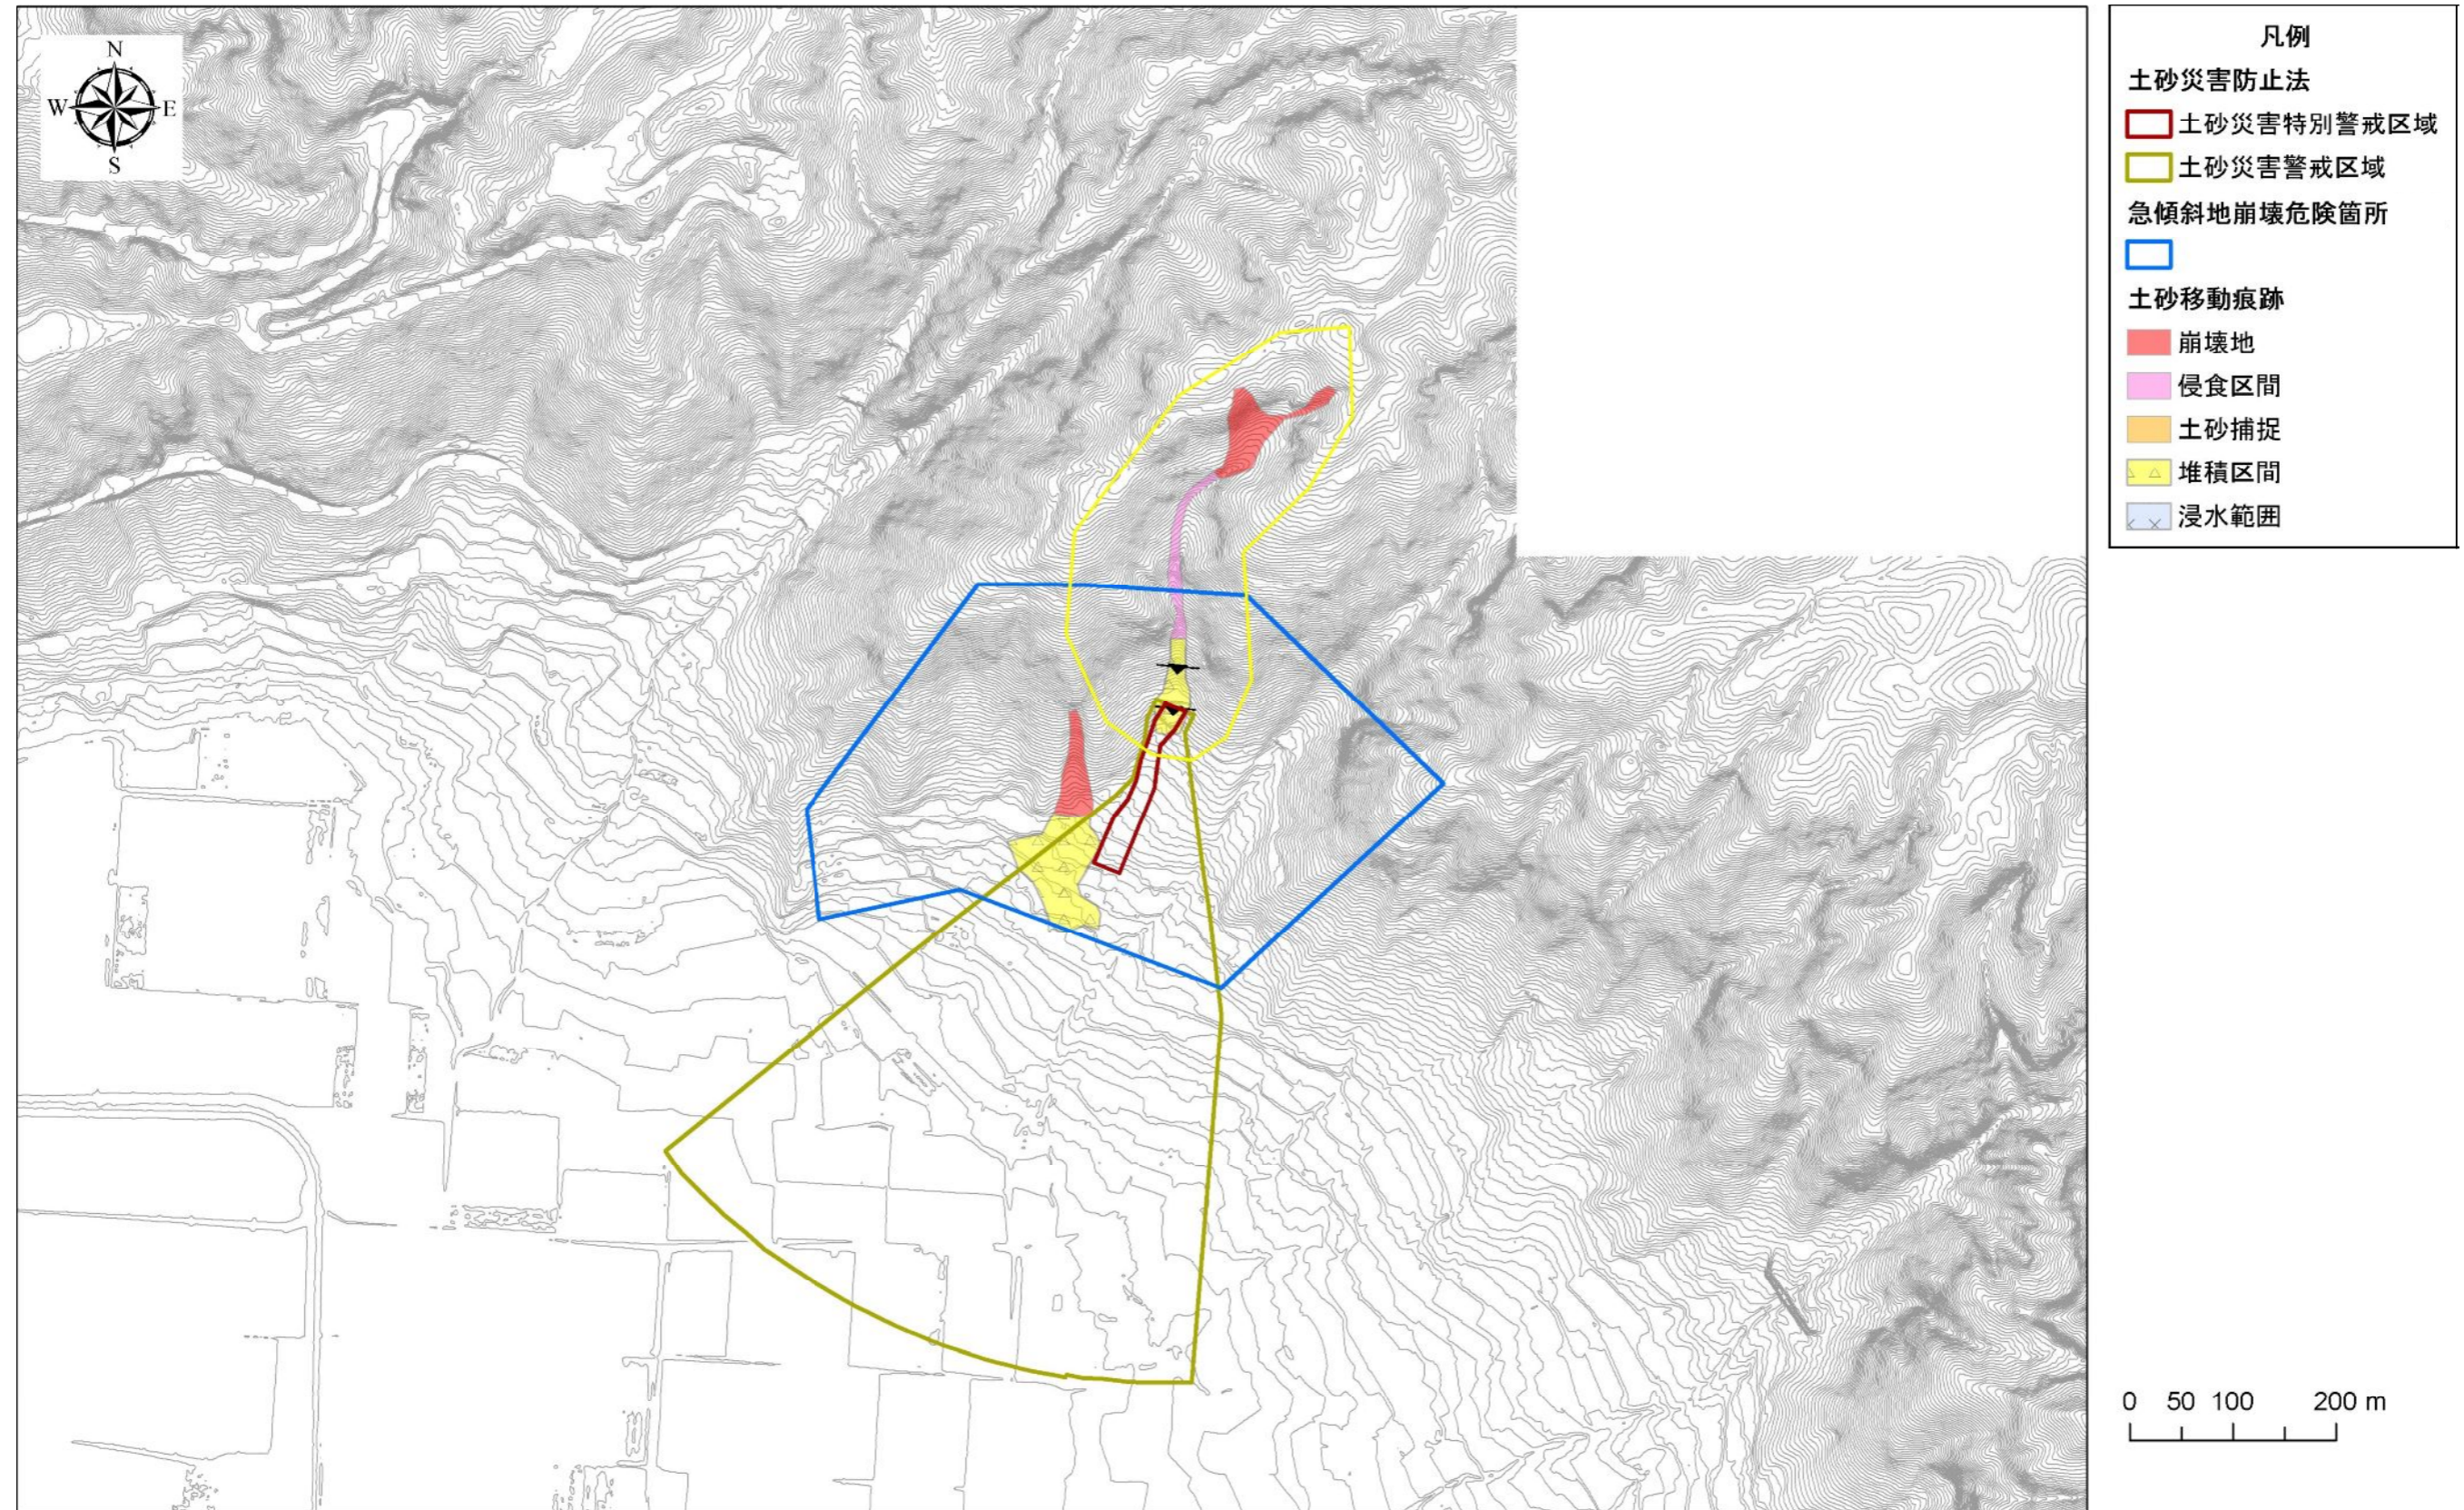 N
W E
S
凡例
土砂災害防止法
土砂災害特別警戒区域
土砂災害警戒区域
急傾斜地崩壊危険箇所
土砂移動痕跡
崩壊地
侵食区間
土砂捕捉
堆積区間
浸水範囲
0 50 100 200 m